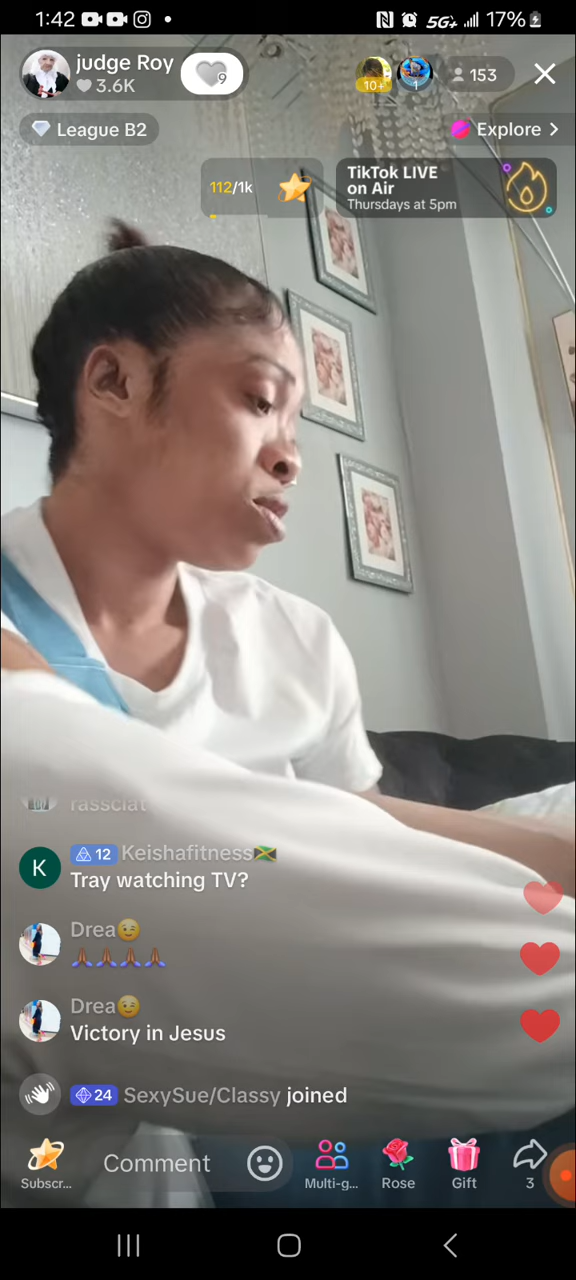 1:42
5G+
17%
judge Roy
3.6K
9
10+
1
153
League B2
Explore >
112/1k
TikTok LIVE
on Air
Thursdays at 5pm
rassclat
K
12 Keishafitness🇯🇲
Tray watching TV?
Drea😉
🙏🏾🙏🏾🙏🏾🙏🏾
Drea😉
Victory in Jesus
24 SexySue/Classy joined
Comment
Subscr...
Multi-g...
Rose
Gift
3